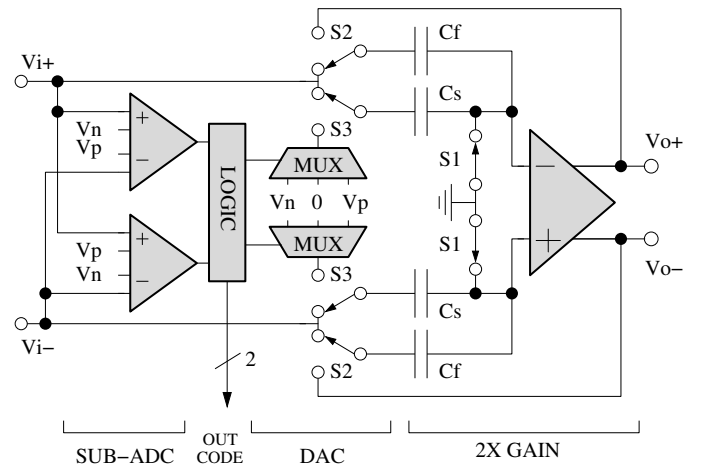 S2
Cf
Vi+
Cs
+
Vn
Vp
−
S3
MUX
LOGIC
S1
−
Vo+
Vn 0 Vp
+
Vp
Vn
−
MUX
S1
+
Vo−
S3
Cs
Vi−
2
S2
Cf
SUB−ADC
OUT
CODE
DAC
2X GAIN